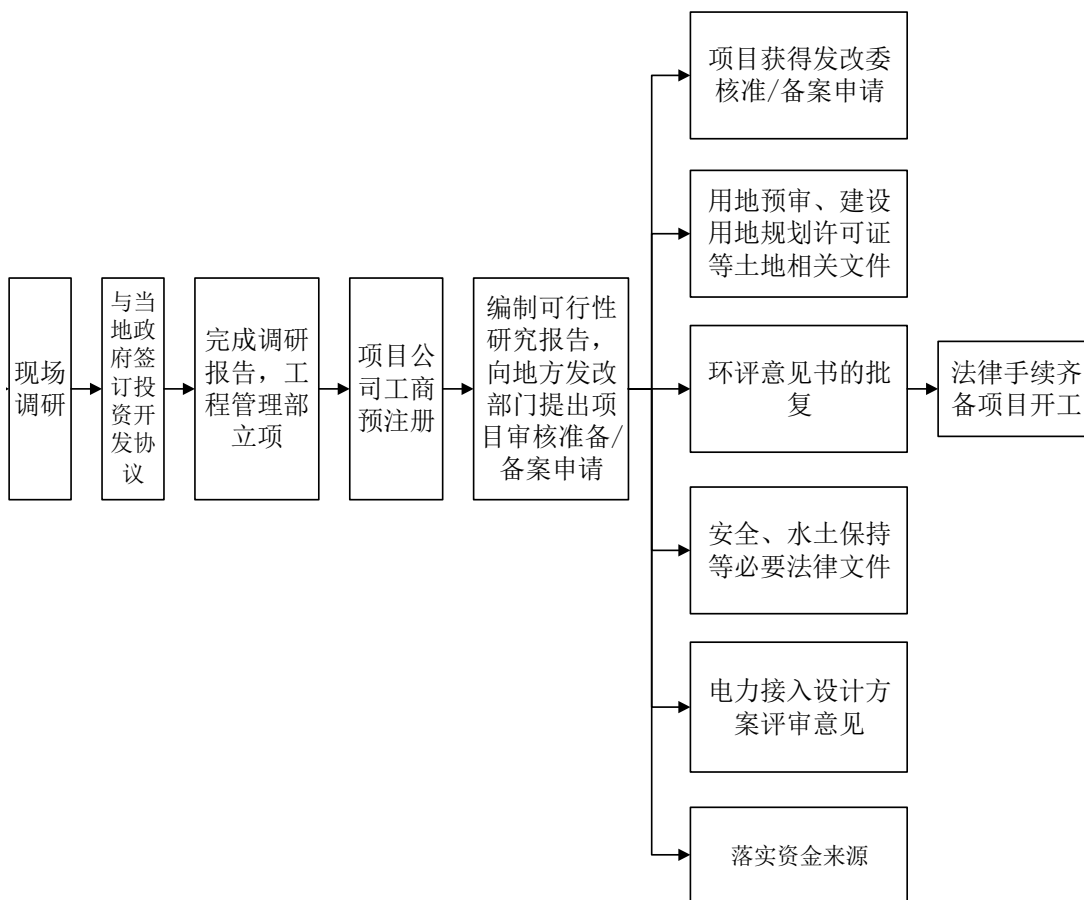 现场
调研
与当
地政
府签
订投
资开
发协
议
完成调研
报告，工
程管理部
立项
项目公
司工商
预注册
编制可行性
研究报告，
向地方发改
部门提出项
目审核准备/
备案申请
项目获得发改委
核准/备案申请
用地预审、建设
用地规划许可证
等土地相关文件
环评意见书的批
复
安全、水土保持
等必要法律文件
电力接入设计方
案评审意见
落实资金来源
法律手续齐
备项目开工